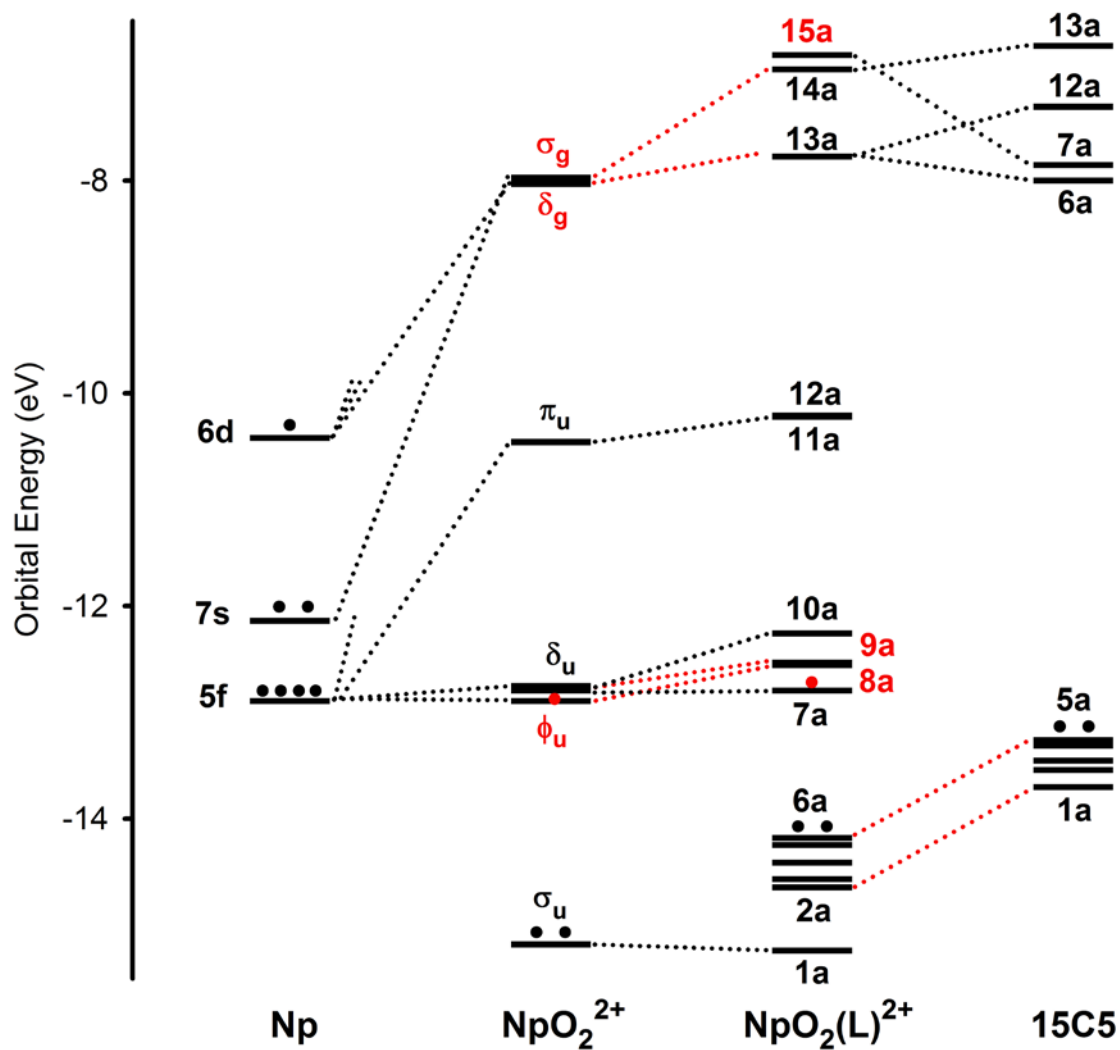 15a
13a
14a
12a
σg
13a
7a
-8
δg
6a
Orbital Energy (eV)
-10
12a
6d
πu
11a
-12
7s
10a
δu
9a
5f
8a
7a
5a
ϕu
6a
1a
-14
2a
σu
1a
Np
NpO₂²⁺
NpO₂(L)²⁺
15C5